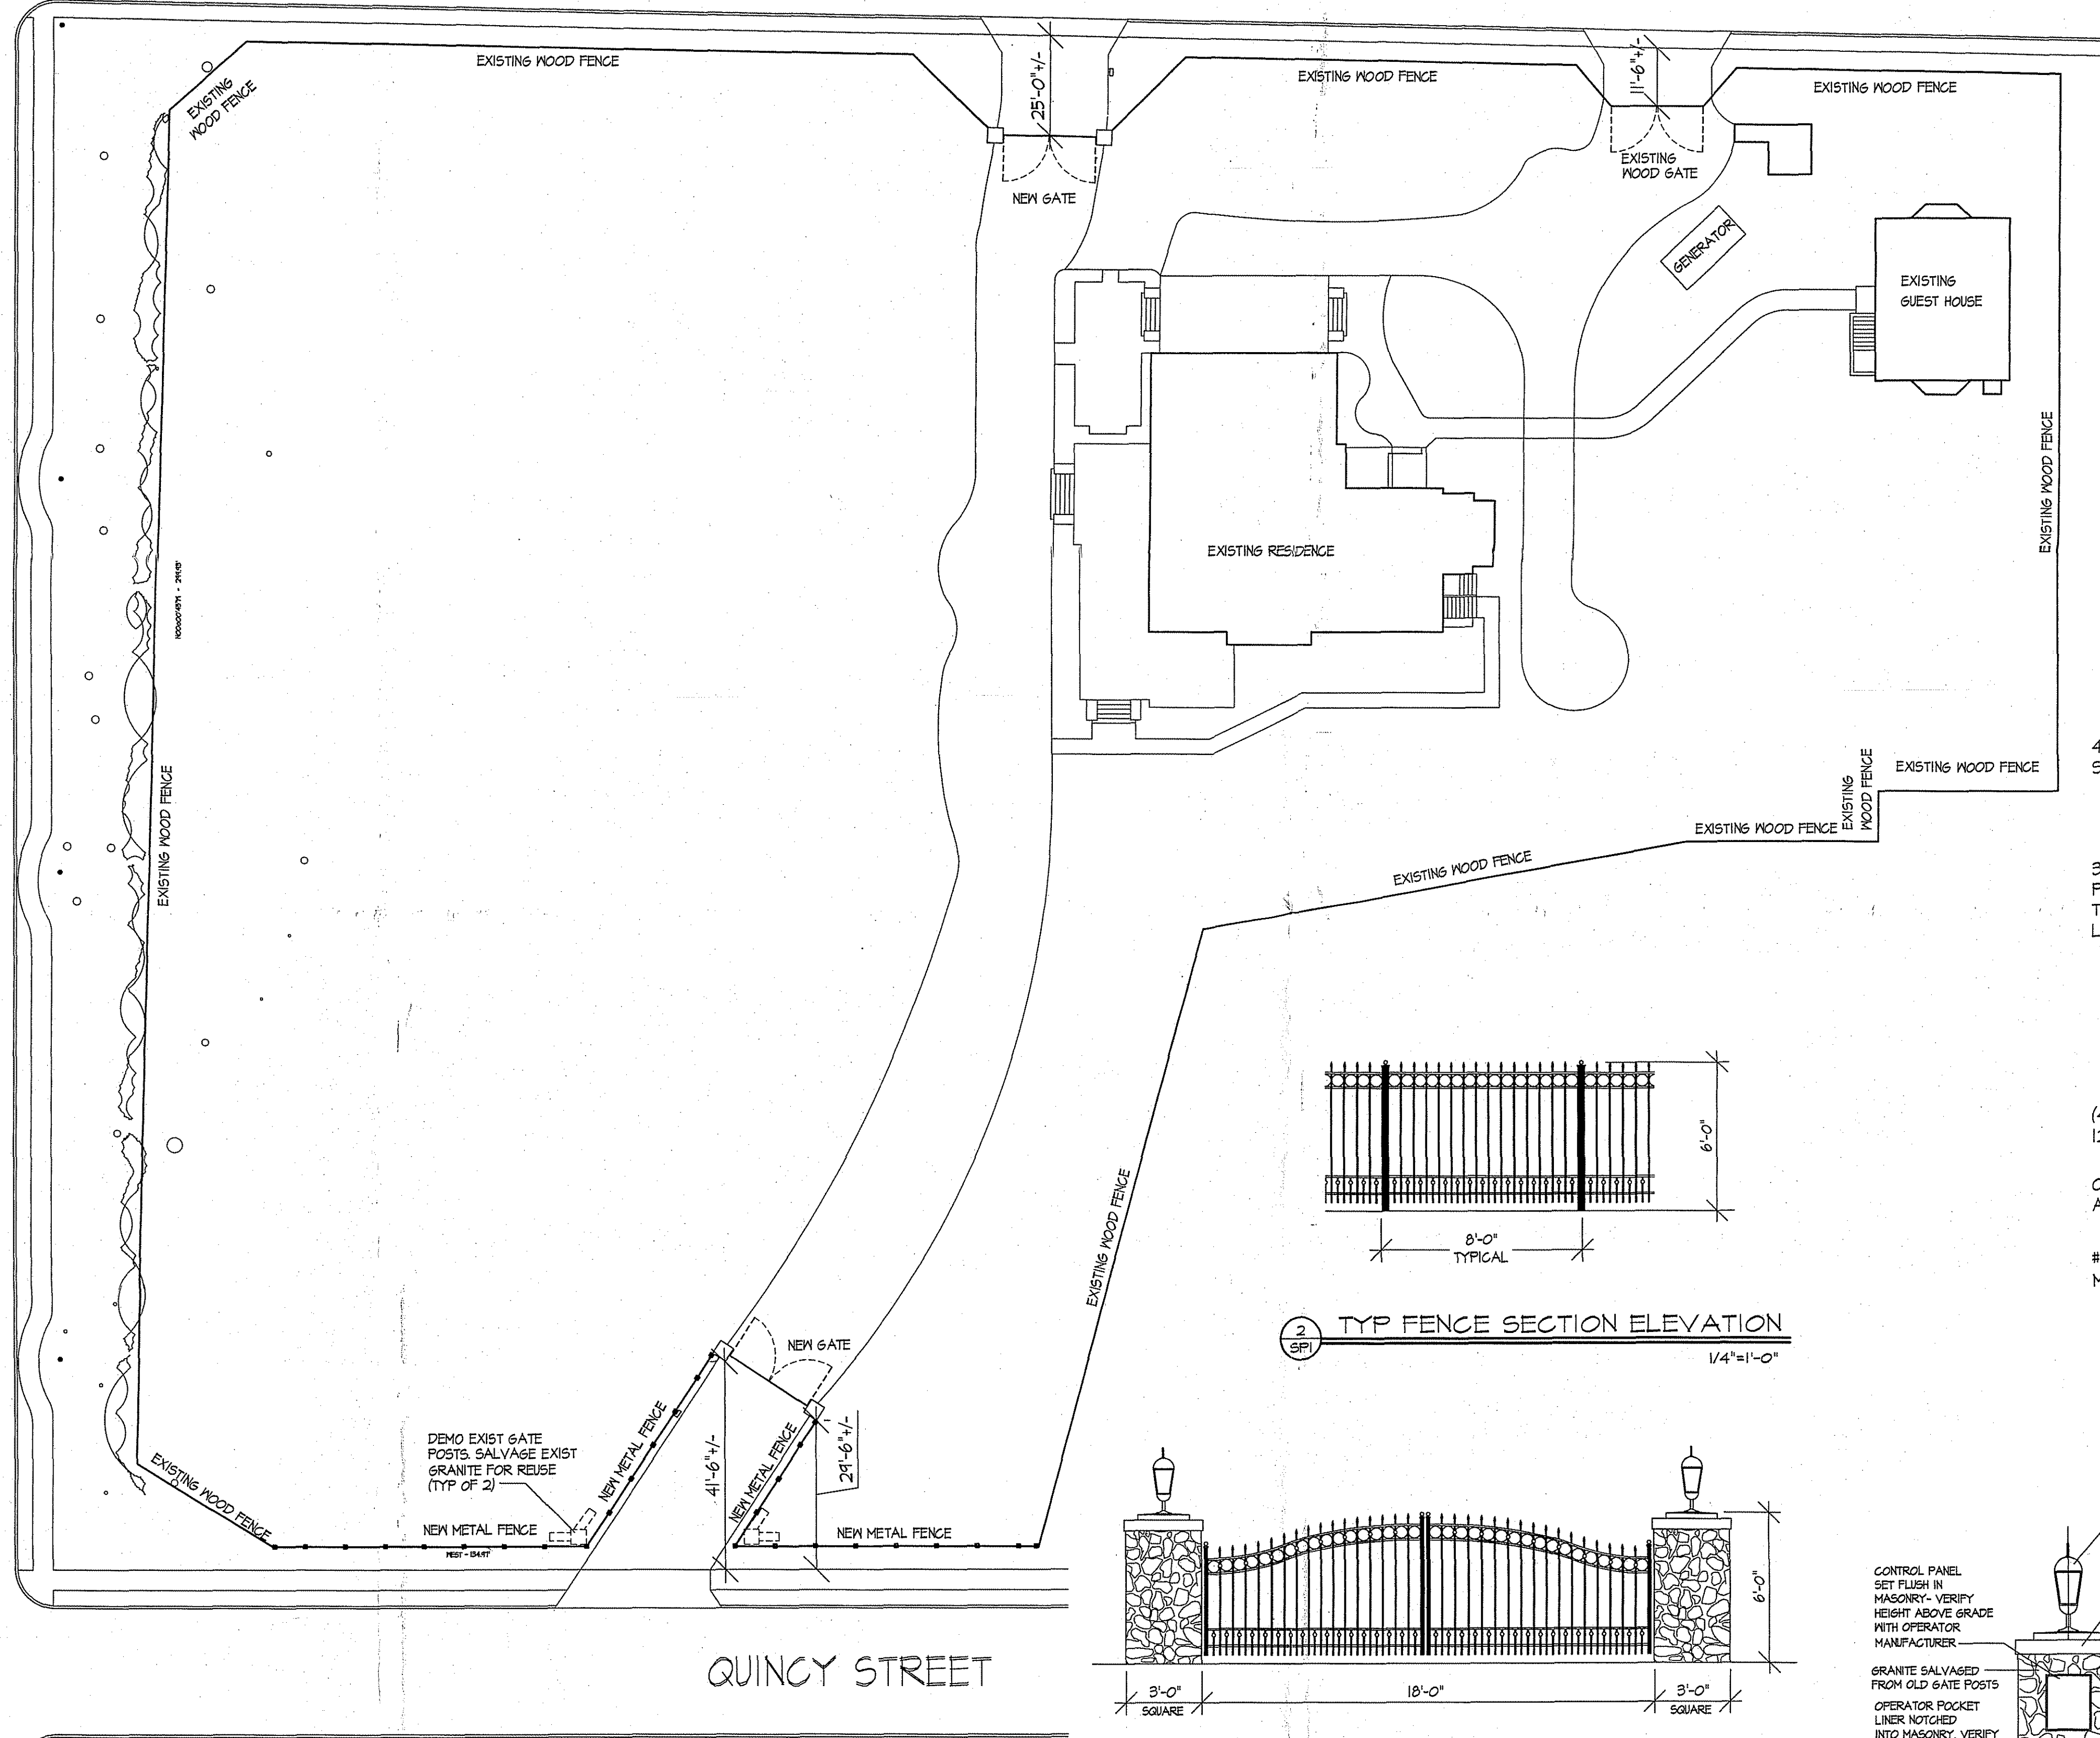 EXISTING WOOD FENCE
25'-0"+/-
EXISTING WOOD FENCE
11'-6"+/-
EXISTING WOOD FENCE
EXISTING
WOOD FENCE
NEW GATE
EXISTING
WOOD GATE
GENERATOR
EXISTING
GUEST HOUSE
EXISTING WOOD FENCE
EXISTING RESIDENCE
EXISTING WOOD FENCE
EXISTING WOOD FENCE
EXISTING
WOOD FENCE
EXISTING WOOD FENCE
EXISTING WOOD FENCE
EXISTING WOOD FENCE
6'-0"
8'-0"
TYPICAL
2
SP1
TYP FENCE SECTION ELEVATION
1/4"=1'-0"
NEW GATE
DEMO EXIST GATE
POSTS. SALVAGE EXIST
GRANITE FOR REUSE
(TYP OF 2)
NEW METAL FENCE
41'-6"+/-
NEW METAL FENCE
29'-6"+/-
EXISTING WOOD FENCE
NEW METAL FENCE
NEW METAL FENCE
QUINCY STREET
6'-0"
3'-0"
SQUARE
18'-0"
3'-0"
SQUARE
CONTROL PANEL
SET FLUSH IN
MASONRY- VERIFY
HEIGHT ABOVE GRADE
WITH OPERATOR
MANUFACTURER
GRANITE SALVAGED
FROM OLD GATE POSTS
OPERATOR POCKET
LINER NOTCHED
INTO MASONRY. VERIFY